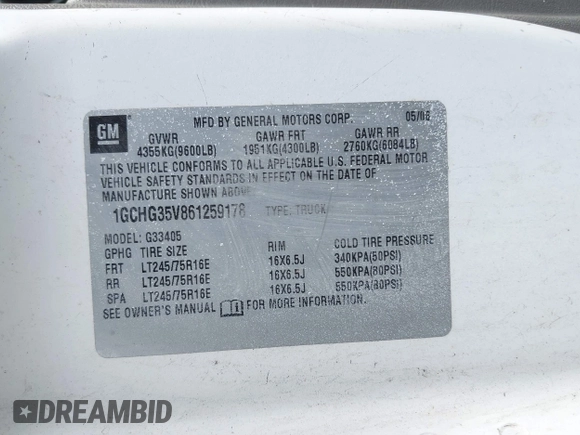 GM
MFD BY GENERAL MOTORS CORP. 05/06
GVWR GAWR FRT GAWR RR
4355KG(9600LB) 1951KG(4300LB) 2760KG(6084LB)
THIS VEHICLE CONFORMS TO ALL APPLICABLE U.S. FEDERAL MOTOR
VEHICLE SAFETY STANDARDS IN EFFECT ON THE DATE OF
MANUFACTURE SHOWN ABOVE.
1GCHG35V861259178 TYPE: TRUCK
MODEL: G33405
GPHG TIRE SIZE RIM COLD TIRE PRESSURE
FRT LT245/75R16E 16X6.5J 340KPA(50PSI)
RR LT245/75R16E 16X6.5J 550KPA(80PSI)
SPA LT245/75R16E 16X6.5J 550KPA(80PSI)
SEE OWNER'S MANUAL FOR MORE INFORMATION.
DREAMBID